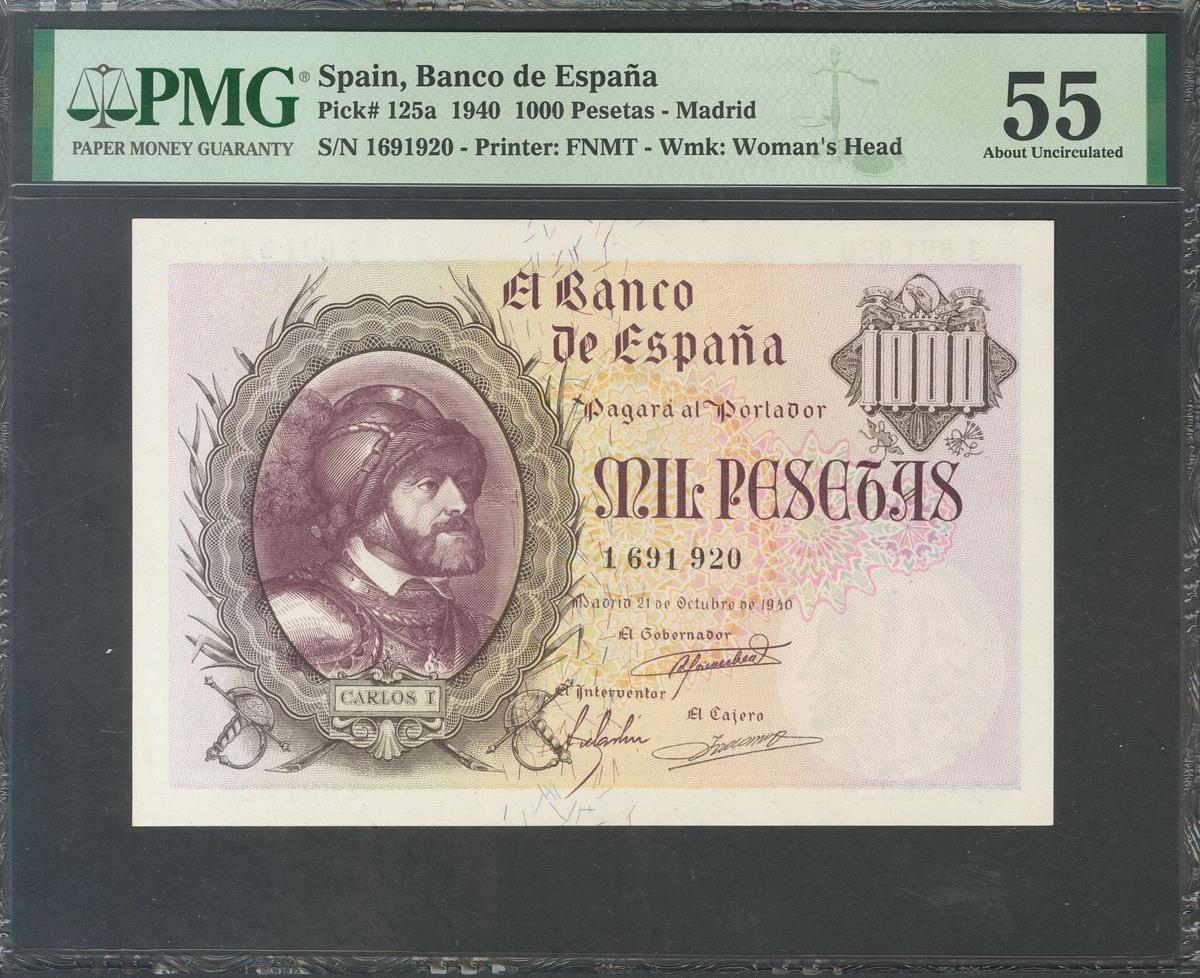 PMG®
PAPER MONEY GUARANTY
Spain, Banco de España
Pick# 125a 1940 1000 Pesetas - Madrid
S/N 1691920 - Printer: FNMT - Wmk: Woman's Head
55
About Uncirculated
El Banco
de España
Pagará al Portador
MIL PESETAS
1 691 920
Madrid 21 de Octubre de 1940
El Gobernador
El Interventor
El Cajero
CARLOS I
UNA
LIBRE
1000